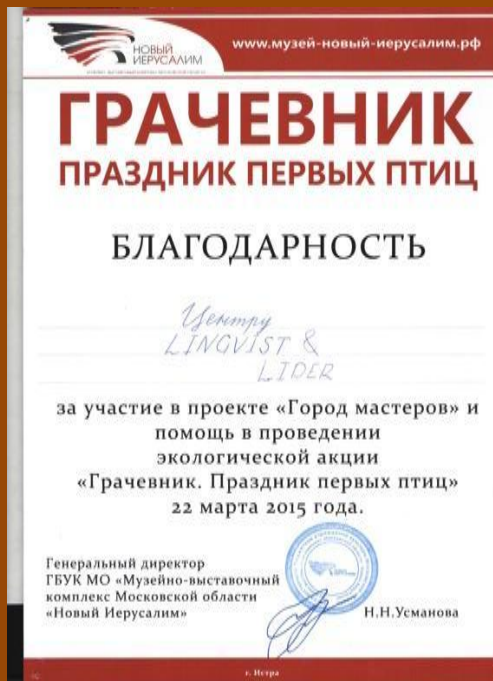 НОВЫЙ
ИЕРУСАЛИМ
www.музей-новый-иерусалим.рф
ГРАЧЕВНИК
ПРАЗДНИК ПЕРВЫХ ПТИЦ
БЛАГОДАРНОСТЬ
Центру
LINGVIST &
LIDER
за участие в проекте «Город мастеров» и
помощь в проведении
экологической акции
«Грачевник. Праздник первых птиц»
22 марта 2015 года.
Генеральный директор
ГБУК МО «Музейно-выставочный
комплекс Московской области
«Новый Иерусалим»
Н.Н.Усманова
г. Истра